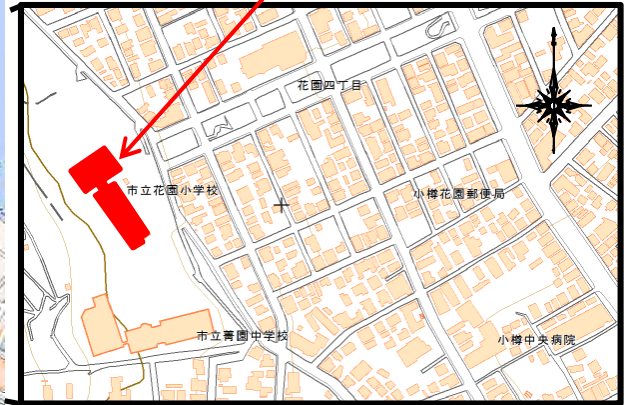 花園四丁目
市立花園小学校
小樽花園郵便局
市立菁園中学校
小樽中央病院